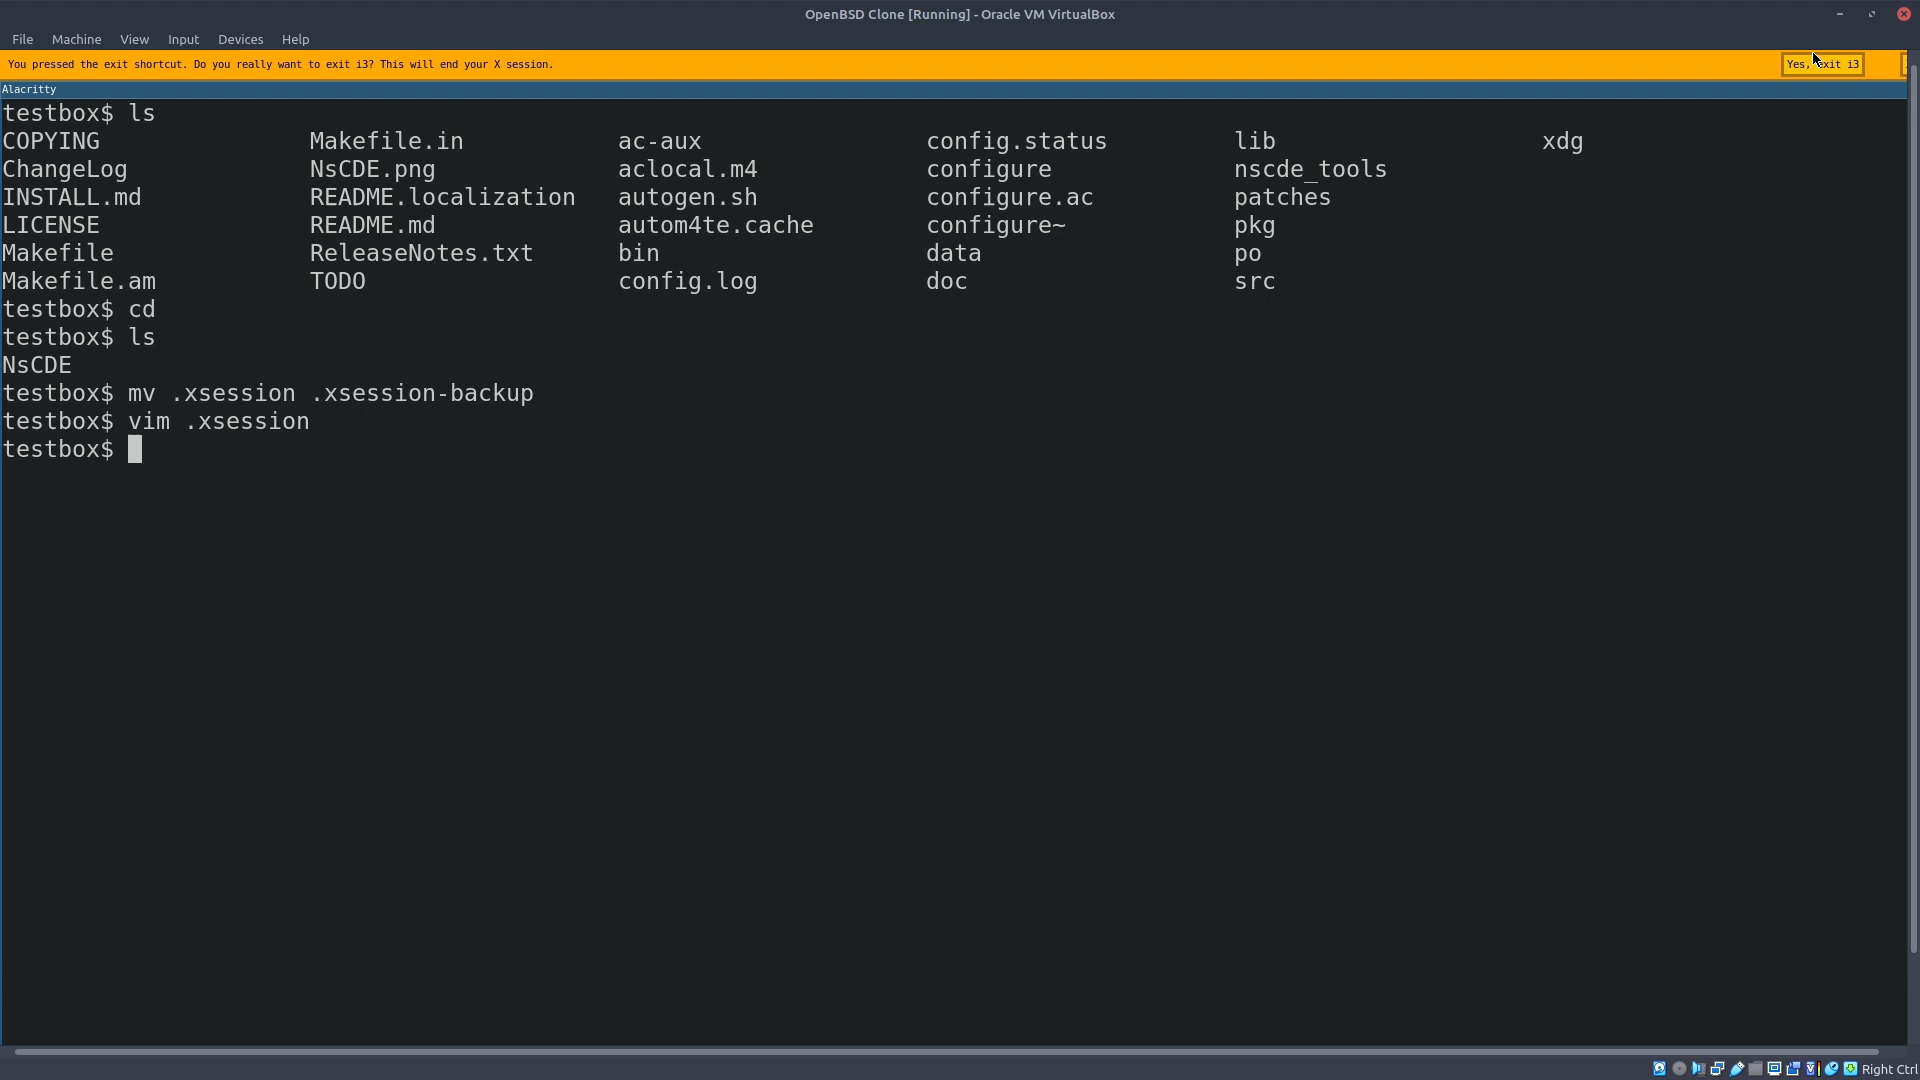 OpenBSD Clone [Running] - Oracle VM VirtualBox
File Machine View Input Devices Help
You pressed the exit shortcut. Do you really want to exit i3? This will end your X session. Yes, exit i3
Alacritty
testbox$ ls
COPYING Makefile.in ac-aux config.status lib xdg
ChangeLog NsCDE.png aclocal.m4 configure nscde_tools
INSTALL.md README.localization autogen.sh configure.ac patches
LICENSE README.md autom4te.cache configure~ pkg
Makefile ReleaseNotes.txt bin data po
Makefile.am TODO config.log doc src
testbox$ cd
testbox$ ls
NsCDE
testbox$ mv .xsession .xsession-backup
testbox$ vim .xsession
testbox$
Right Ctrl